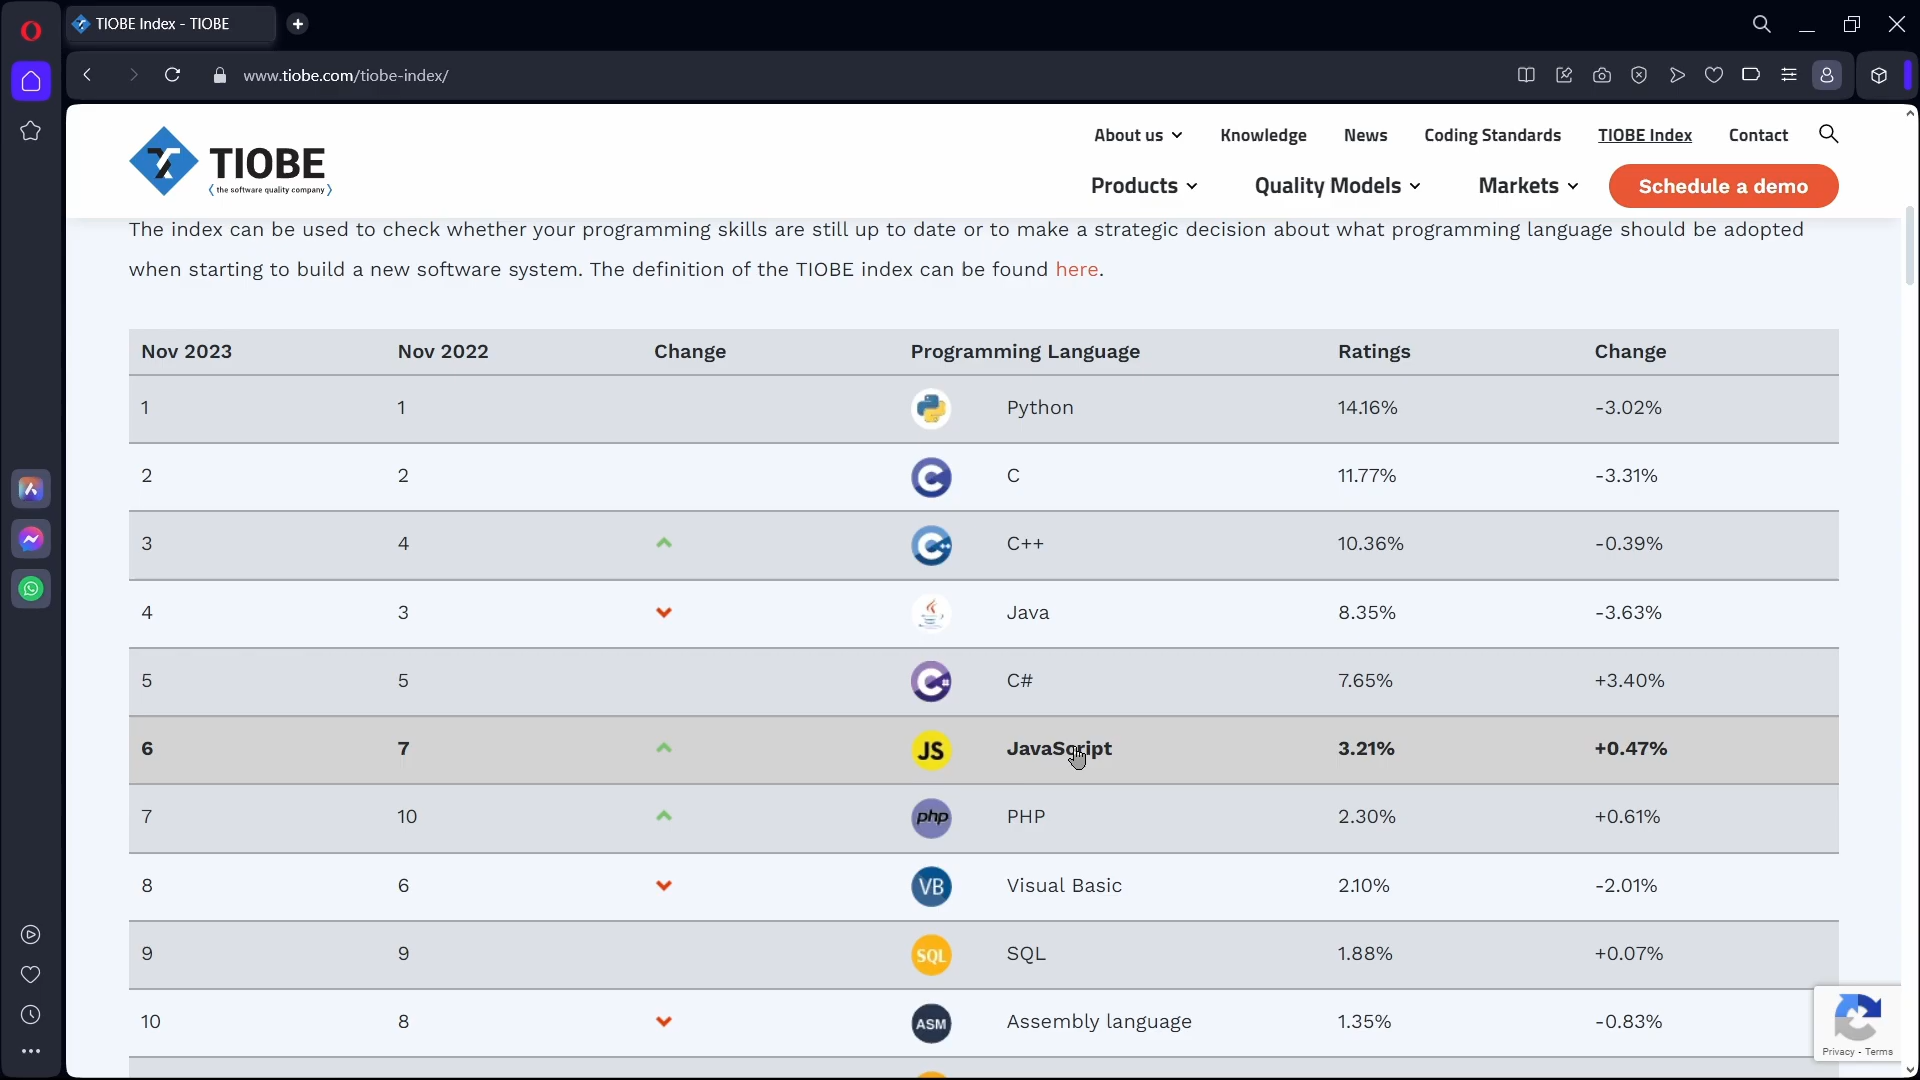 TIOBE Index - TIOBE
www.tiobe.com/tiobe-index/
TIOBE
( the software quality company )
About us
Knowledge
News
Coding Standards
TIOBE Index
Contact
Products
Quality Models
Markets
Schedule a demo
The index can be used to check whether your programming skills are still up to date or to make a strategic decision about what programming language should be adopted
when starting to build a new software system. The definition of the TIOBE index can be found here.
Nov 2023 Nov 2022 Change Programming Language Ratings Change
1 1 Python 14.16% -3.02%
2 2 C C 11.77% -3.31%
3 4 C++ C++ 10.36% -0.39%
4 3 Java 8.35% -3.63%
5 5 C# C# 7.65% +3.40%
6 7 JS JavaScript 3.21% +0.47%
7 10 php PHP 2.30% +0.61%
8 6 VB Visual Basic 2.10% -2.01%
9 9 SQL SQL 1.88% +0.07%
10 8 ASM Assembly language 1.35% -0.83%
Privacy - Terms